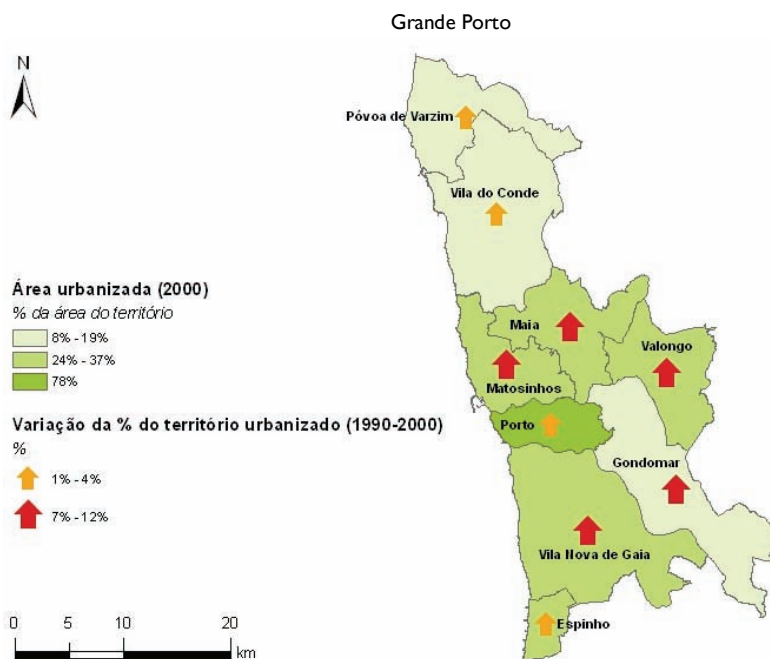 Grande Porto
N
Póvoa de Varzim
Vila do Conde
Área urbanizada (2000)
% da área do território
8% - 19%
24% - 37%
78%
Maia
Valongo
Matosinhos
Variação da % do território urbanizado (1990-2000)
%
1% - 4%
7% - 12%
Porto
Gondomar
Vila Nova de Gaia
Espinho
0 5 10 20
km